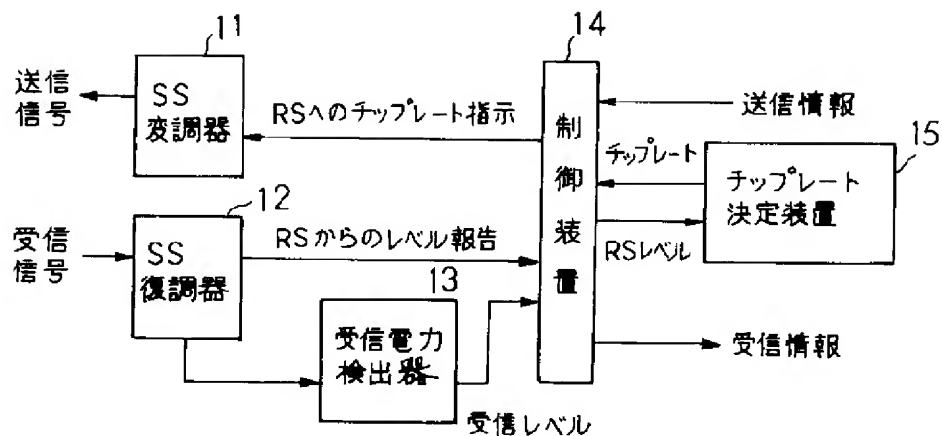 11
14
送信
信号
SS
変調器
RSへのチップレート指示
制御装置
送信情報
チップレート
15
チップレート
決定装置
12
受信
信号
SS
復調器
RSからのレベル報告
RSレベル
13
受信電力
検出器
受信情報
受信レベル